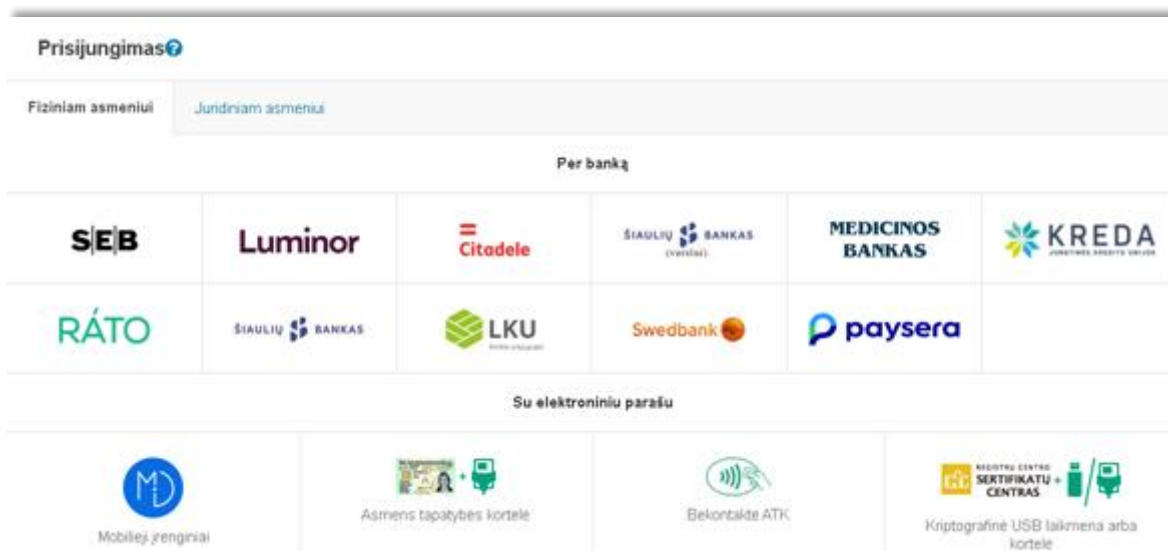 Prisijungimas?
Fiziniam asmeniui
Juridiniam asmeniui
Per banką
S|E|B
Luminor
Citadele
ŠIAULIŲ BANKAS
(verslui)
MEDICINOS
BANKAS
KREDA
RÁTO
ŠIAULIŲ BANKAS
LKU
Swedbank
paysera
Su elektroniniu parašu
Mobilieji įrenginiai
+
Asmens tapatybės kortelė
Bekontaktė ATK
REGISTRŲ CENTRO
SERTIFIKATŲ +
CENTRAS
Kriptografinė USB laikmena arba
kortelė